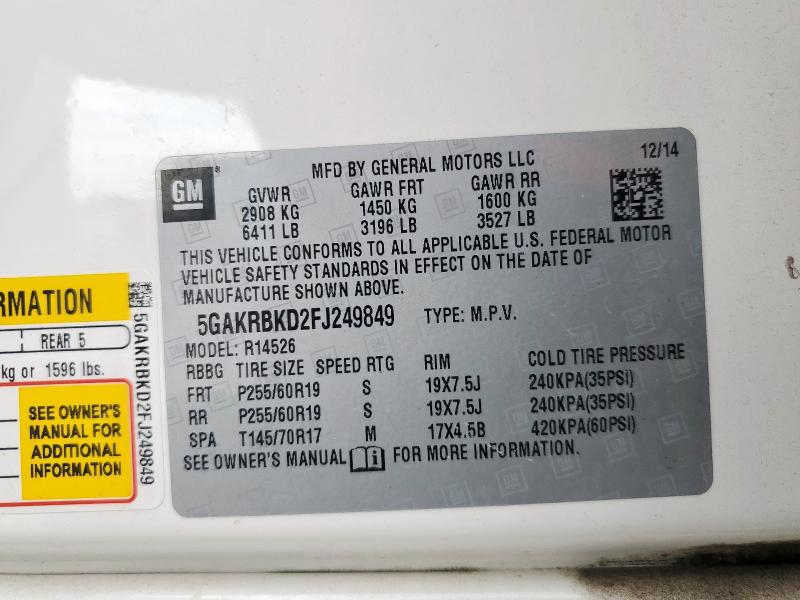 MFD BY GENERAL MOTORS LLC 12/14
GM
GVWR GAWR FRT GAWR RR
2908 KG 1450 KG 1600 KG
6411 LB 3196 LB 3527 LB
THIS VEHICLE CONFORMS TO ALL APPLICABLE U.S. FEDERAL MOTOR
VEHICLE SAFETY STANDARDS IN EFFECT ON THE DATE OF
MANUFACTURE SHOWN ABOVE.
5GAKRBKD2FJ249849 TYPE: M.P.V.
MODEL: R14526
RBBG TIRE SIZE SPEED RTG RIM COLD TIRE PRESSURE
FRT P255/60R19 S 19X7.5J 240KPA(35PSI)
RR P255/60R19 S 19X7.5J 240KPA(35PSI)
SPA T145/70R17 M 17X4.5B 420KPA(60PSI)
SEE OWNER'S MANUAL i FOR MORE INFORMATION.
RMATION
REAR 5
kg or 1596 lbs.
SEE OWNER'S
MANUAL FOR
ADDITIONAL
INFORMATION
5GAKRBKD2FJ249849